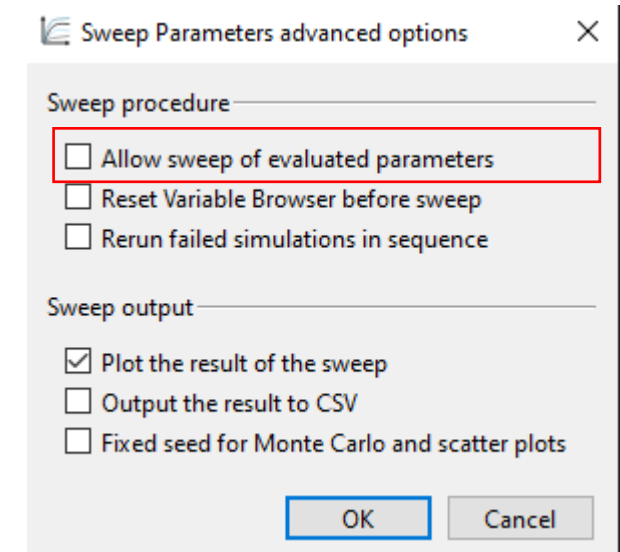 Sweep Parameters advanced options
Sweep procedure
Allow sweep of evaluated parameters
Reset Variable Browser before sweep
Rerun failed simulations in sequence
Sweep output
Plot the result of the sweep
Output the result to CSV
Fixed seed for Monte Carlo and scatter plots
OK Cancel